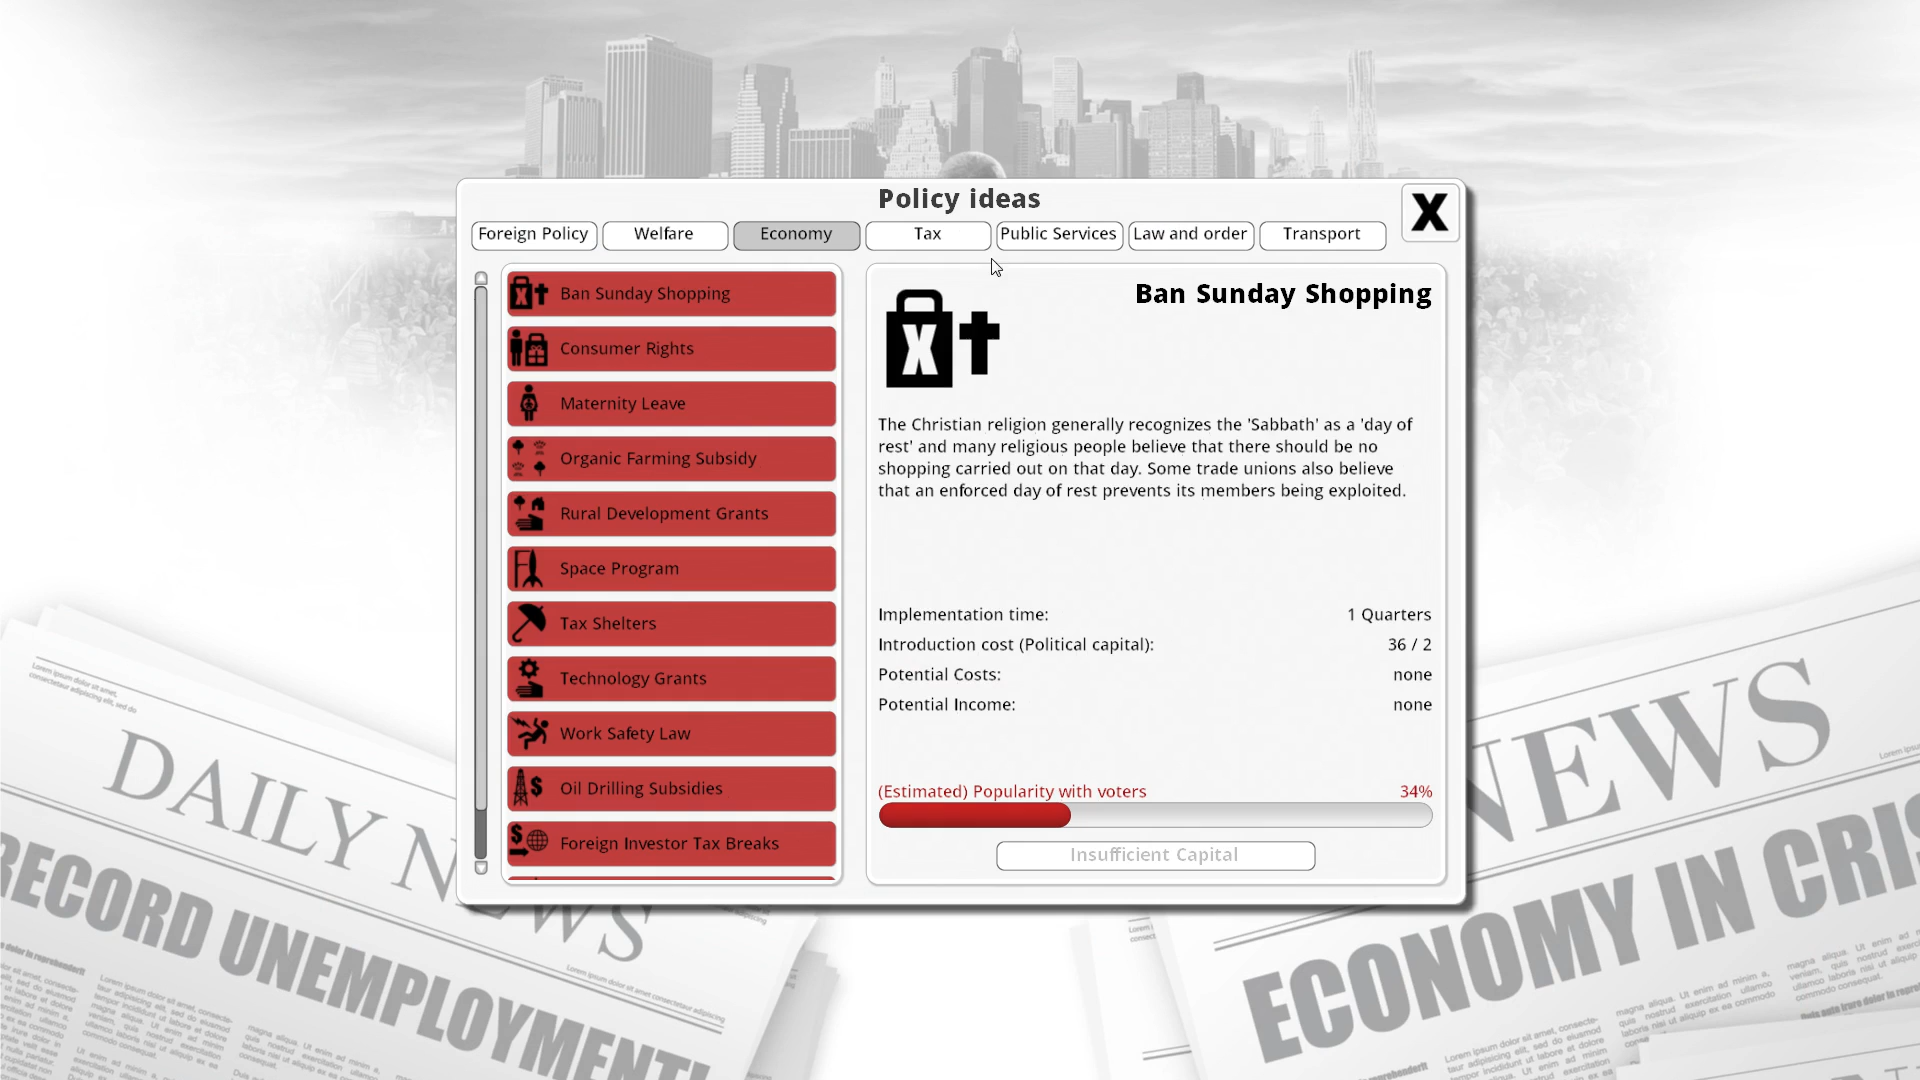 Policy ideas
Foreign Policy
Welfare
Economy
Tax
Public Services
Law and order
Transport
X
Ban Sunday Shopping
Consumer Rights
Maternity Leave
Organic Farming Subsidy
Rural Development Grants
Space Program
Tax Shelters
Technology Grants
Work Safety Law
Oil Drilling Subsidies
Foreign Investor Tax Breaks
Ban Sunday Shopping
The Christian religion generally recognizes the 'Sabbath' as a 'day of
rest' and many religious people believe that there should be no
shopping carried out on that day. Some trade unions also believe
that an enforced day of rest prevents its members being exploited.
Implementation time: 1 Quarters
Introduction cost (Political capital): 36 / 2
Potential Costs: none
Potential Income: none
(Estimated) Popularity with voters 34%
Insufficient Capital
DAILY NEWS
RECORD UNEMPLOYMENT!
NEWS
ECONOMY IN CRIS